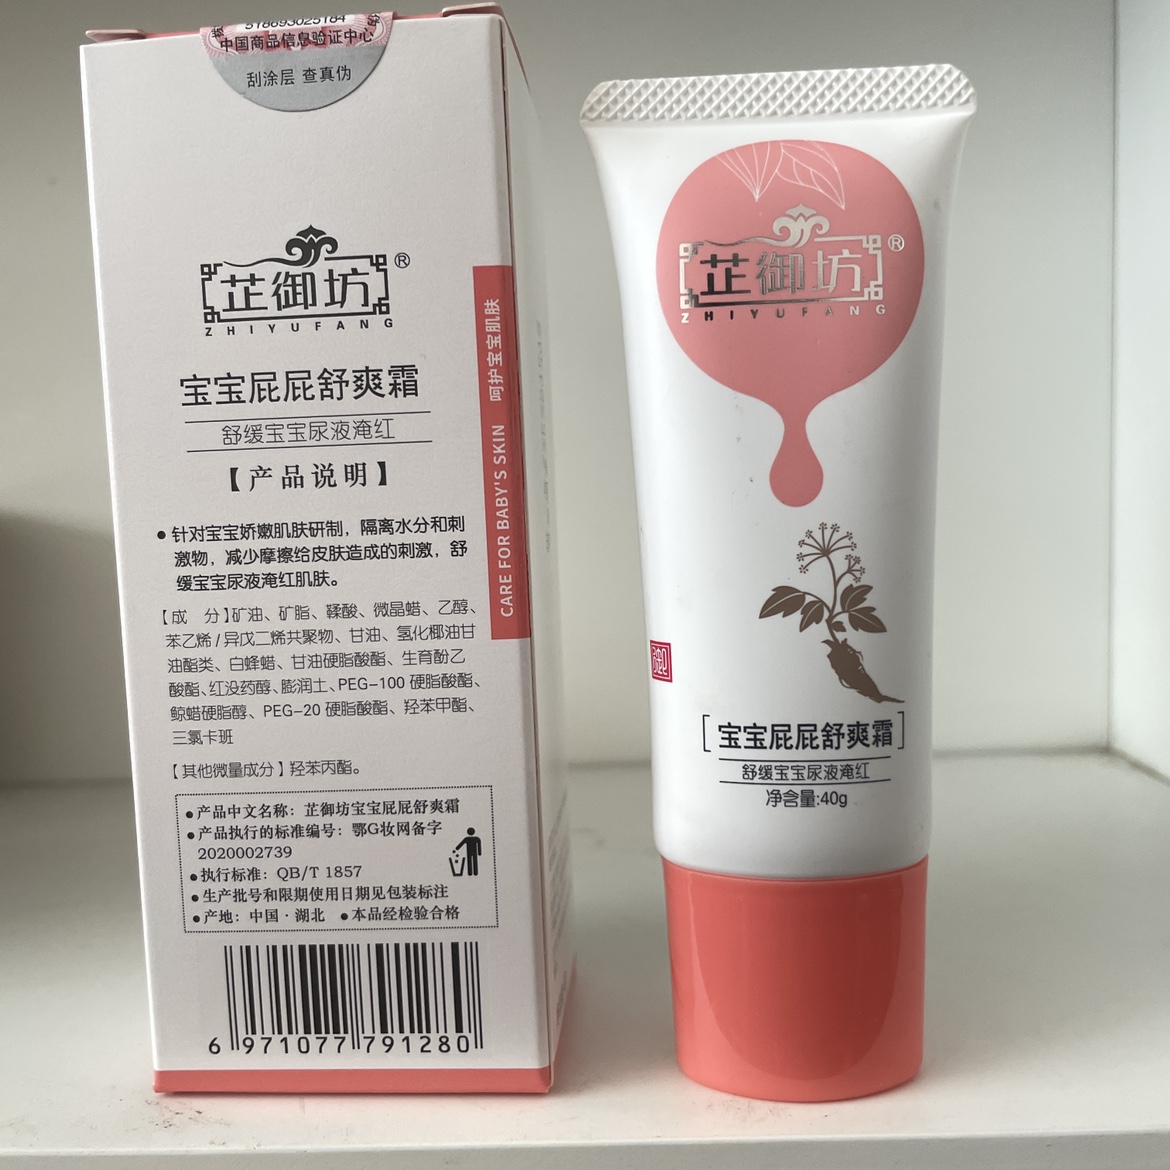 518693025184
中国商品信息验证中心
刮涂层 查真伪
芷御坊®
ZHIYUFANG
宝宝屁屁舒爽霜
舒缓宝宝尿液淹红
【产品说明】
●针对宝宝娇嫩肌肤研制，隔离水分和刺
激物，减少摩擦给皮肤造成的刺激，舒
缓宝宝尿液淹红肌肤。
【成 分】矿油、矿脂、鞣酸、微晶蜡、乙醇、
苯乙烯/异戊二烯共聚物、甘油、氢化椰油甘
油酯类、白蜂蜡、甘油硬脂酸酯、生育酚乙
酸酯、红没药醇、膨润土、PEG-100 硬脂酸酯、
鲸蜡硬脂醇、PEG-20 硬脂酸酯、羟苯甲酯、
三氯卡班
【其他微量成分】羟苯丙酯。
●产品中文名称：芷御坊宝宝屁屁舒爽霜
●产品执行的标准编号：鄂G妆网备字
2020002739
●执行标准：QB/T 1857
●生产批号和限期使用日期见包装标注
●产地：中国·湖北 ●本品经检验合格
6 971077 791280
CARE FOR BABY'S SKIN 呵护宝宝肌肤
芷御坊®
ZHIYUFANG
[宝宝屁屁舒爽霜]
舒缓宝宝尿液淹红
净含量:40g